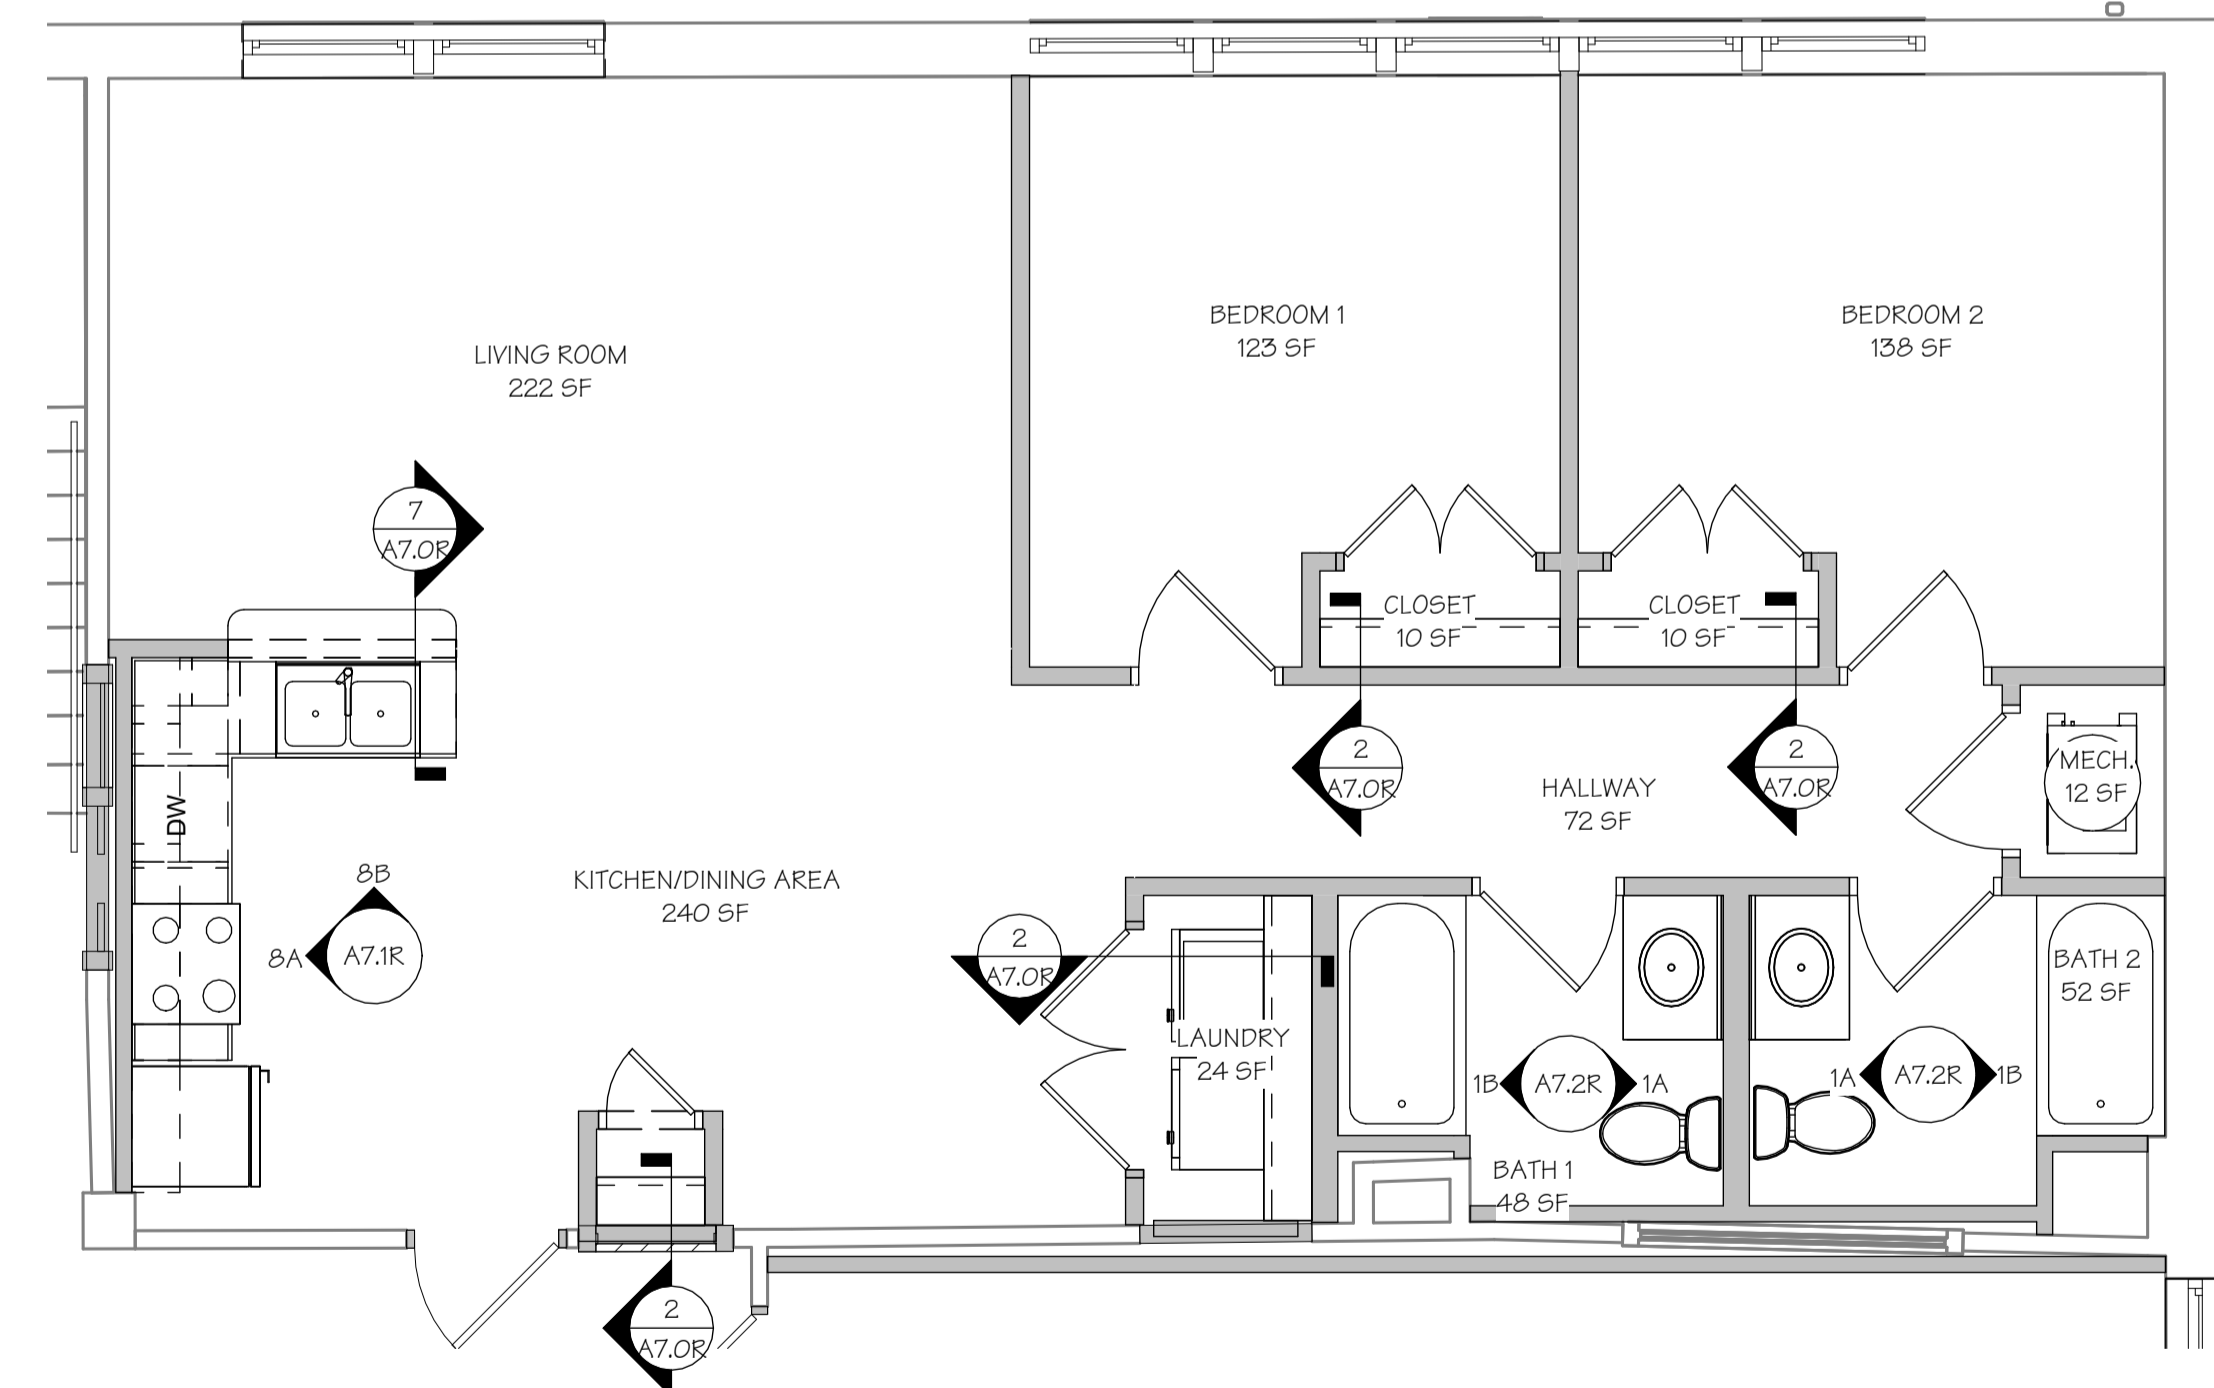 BEDROOM 1
123 SF
BEDROOM 2
138 SF
LIVING ROOM
222 SF
7
A7.0R
CLOSET
10 SF
CLOSET
10 SF
2
A7.0R
2
A7.0R
HALLWAY
72 SF
MECH.
12 SF
DW
8B
8A
A7.1R
KITCHEN/DINING AREA
240 SF
2
A7.0R
BATH 2
52 SF
LAUNDRY
24 SF
1B
A7.2R
1A
1A
A7.2R
1B
BATH 1
48 SF
2
A7.0R